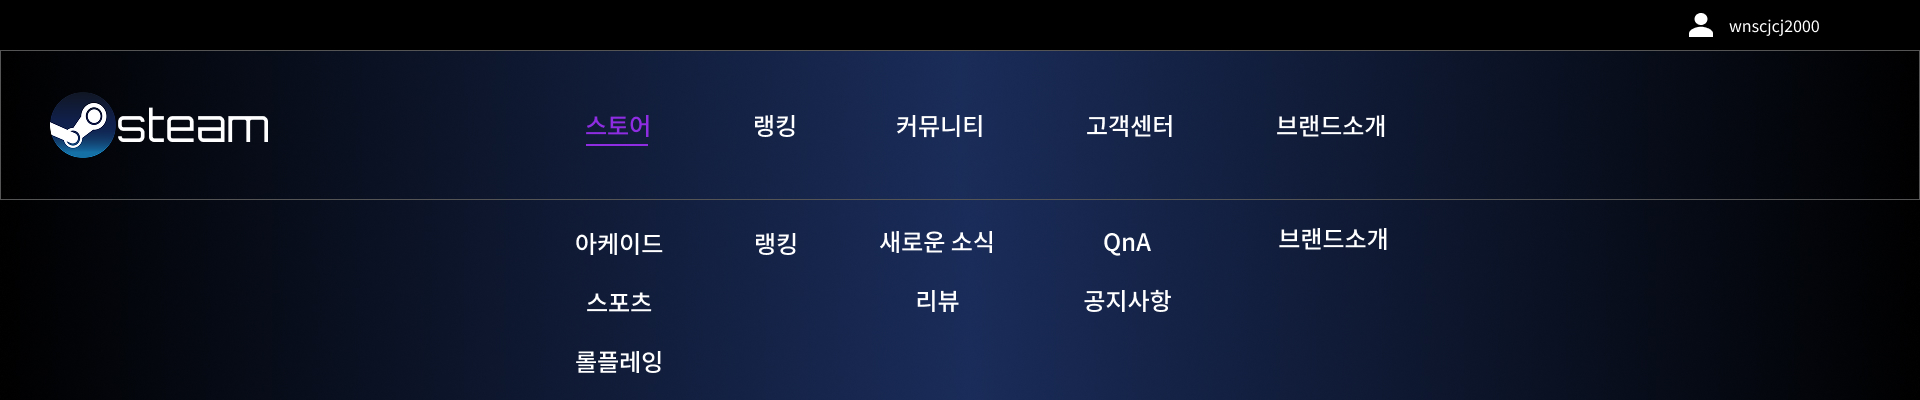 wnscjcj2000
steam
스토어 랭킹 커뮤니티 고객센터 브랜드소개
아케이드 랭킹 새로운 소식 QnA 브랜드소개
스포츠 리뷰 공지사항
롤플레잉